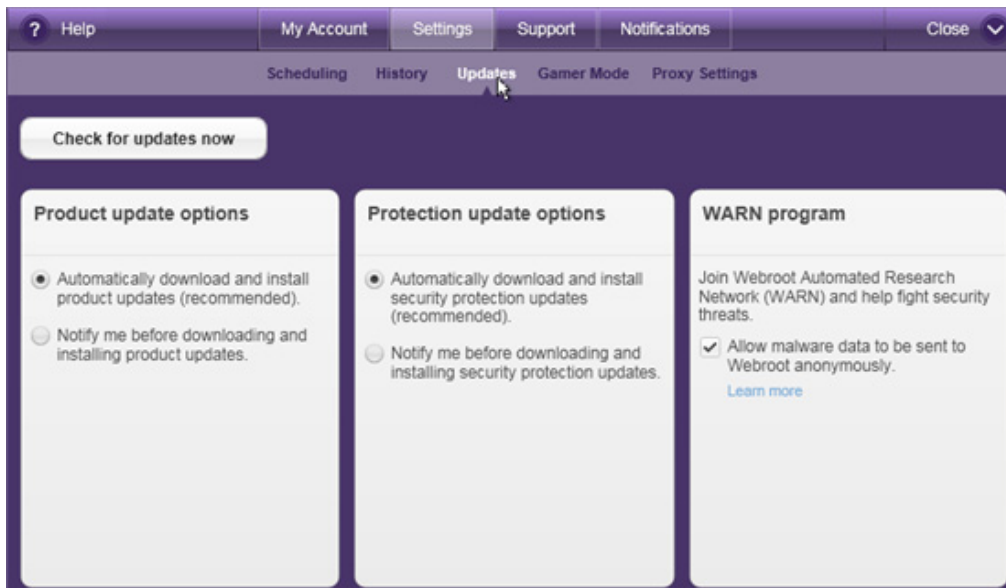 ? Help My Account Settings Support Notifications Close
Scheduling History Updates Gamer Mode Proxy Settings
Check for updates now
Product update options
Automatically download and install
product updates (recommended).
Notify me before downloading and
installing product updates.
Protection update options
Automatically download and install
security protection updates
(recommended).
Notify me before downloading and
installing security protection updates.
WARN program
Join Webroot Automated Research
Network (WARN) and help fight security
threats.
Allow malware data to be sent to
Webroot anonymously.
Learn more